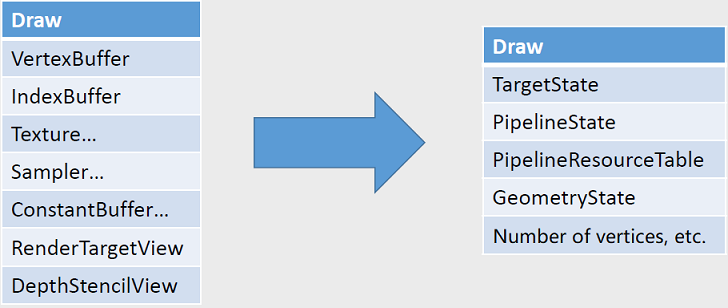 Draw
VertexBuffer
IndexBuffer
Texture...
Sampler...
ConstantBuffer...
RenderTargetView
DepthStencilView
Draw
TargetState
PipelineState
PipelineResourceTable
GeometryState
Number of vertices, etc.